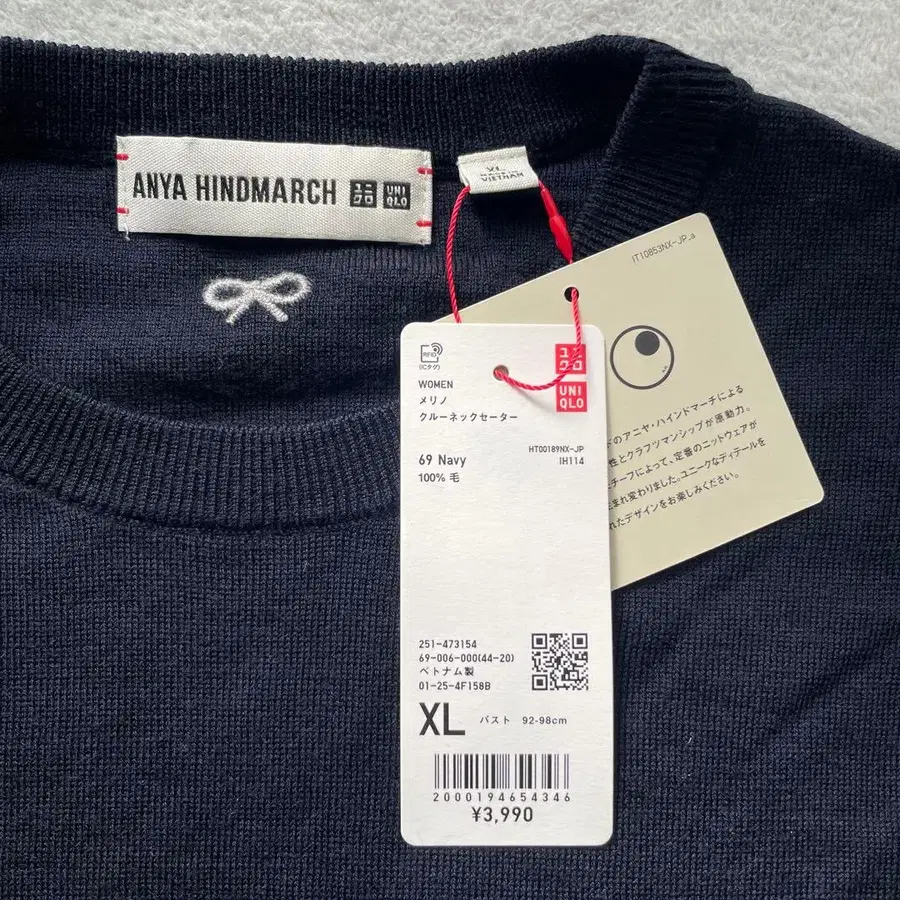 ANYA HINDMARCH ユニクロ UNIQLO
XL
MADE IN
VIETNAM
IT10853NX-JP_a
ドのアニヤ・ハインドマーチによる
性とクラフツマンシップが原動力。
チーフによって、定番のニットウェアが
生まれ変わりました。ユニークなディテールを
れたデザインをお楽しみください。
RFID
(ICタグ)
ユニクロ
UNIQLO
WOMEN
メリノ
クルーネックセーター
HT00189NX-JP
69 Navy IH114
100% 毛
251-473154
69-006-000(44-20)
ベトナム製
01-25-4F158B
XL バスト 92-98cm
2000194654346
¥3,990